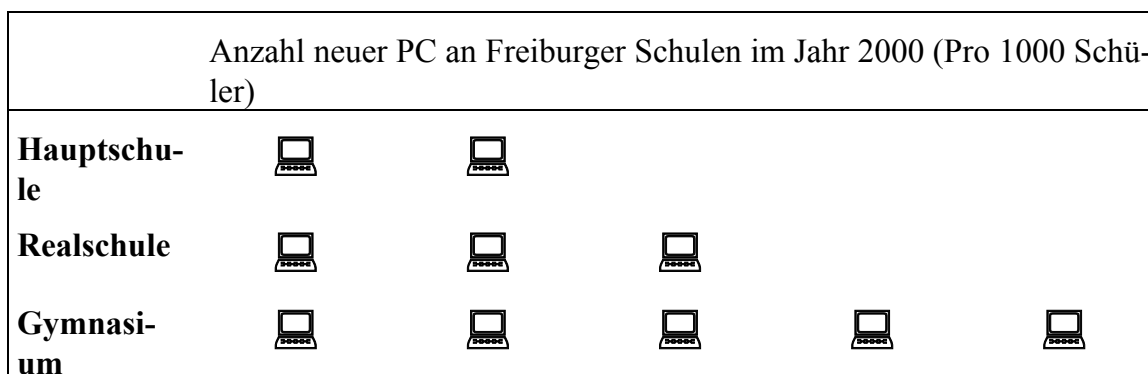 Anzahl neuer PC an Freiburger Schulen im Jahr 2000 (Pro 1000 Schü-
ler)
Hauptschu-
le
Realschule
Gymnasi-
um